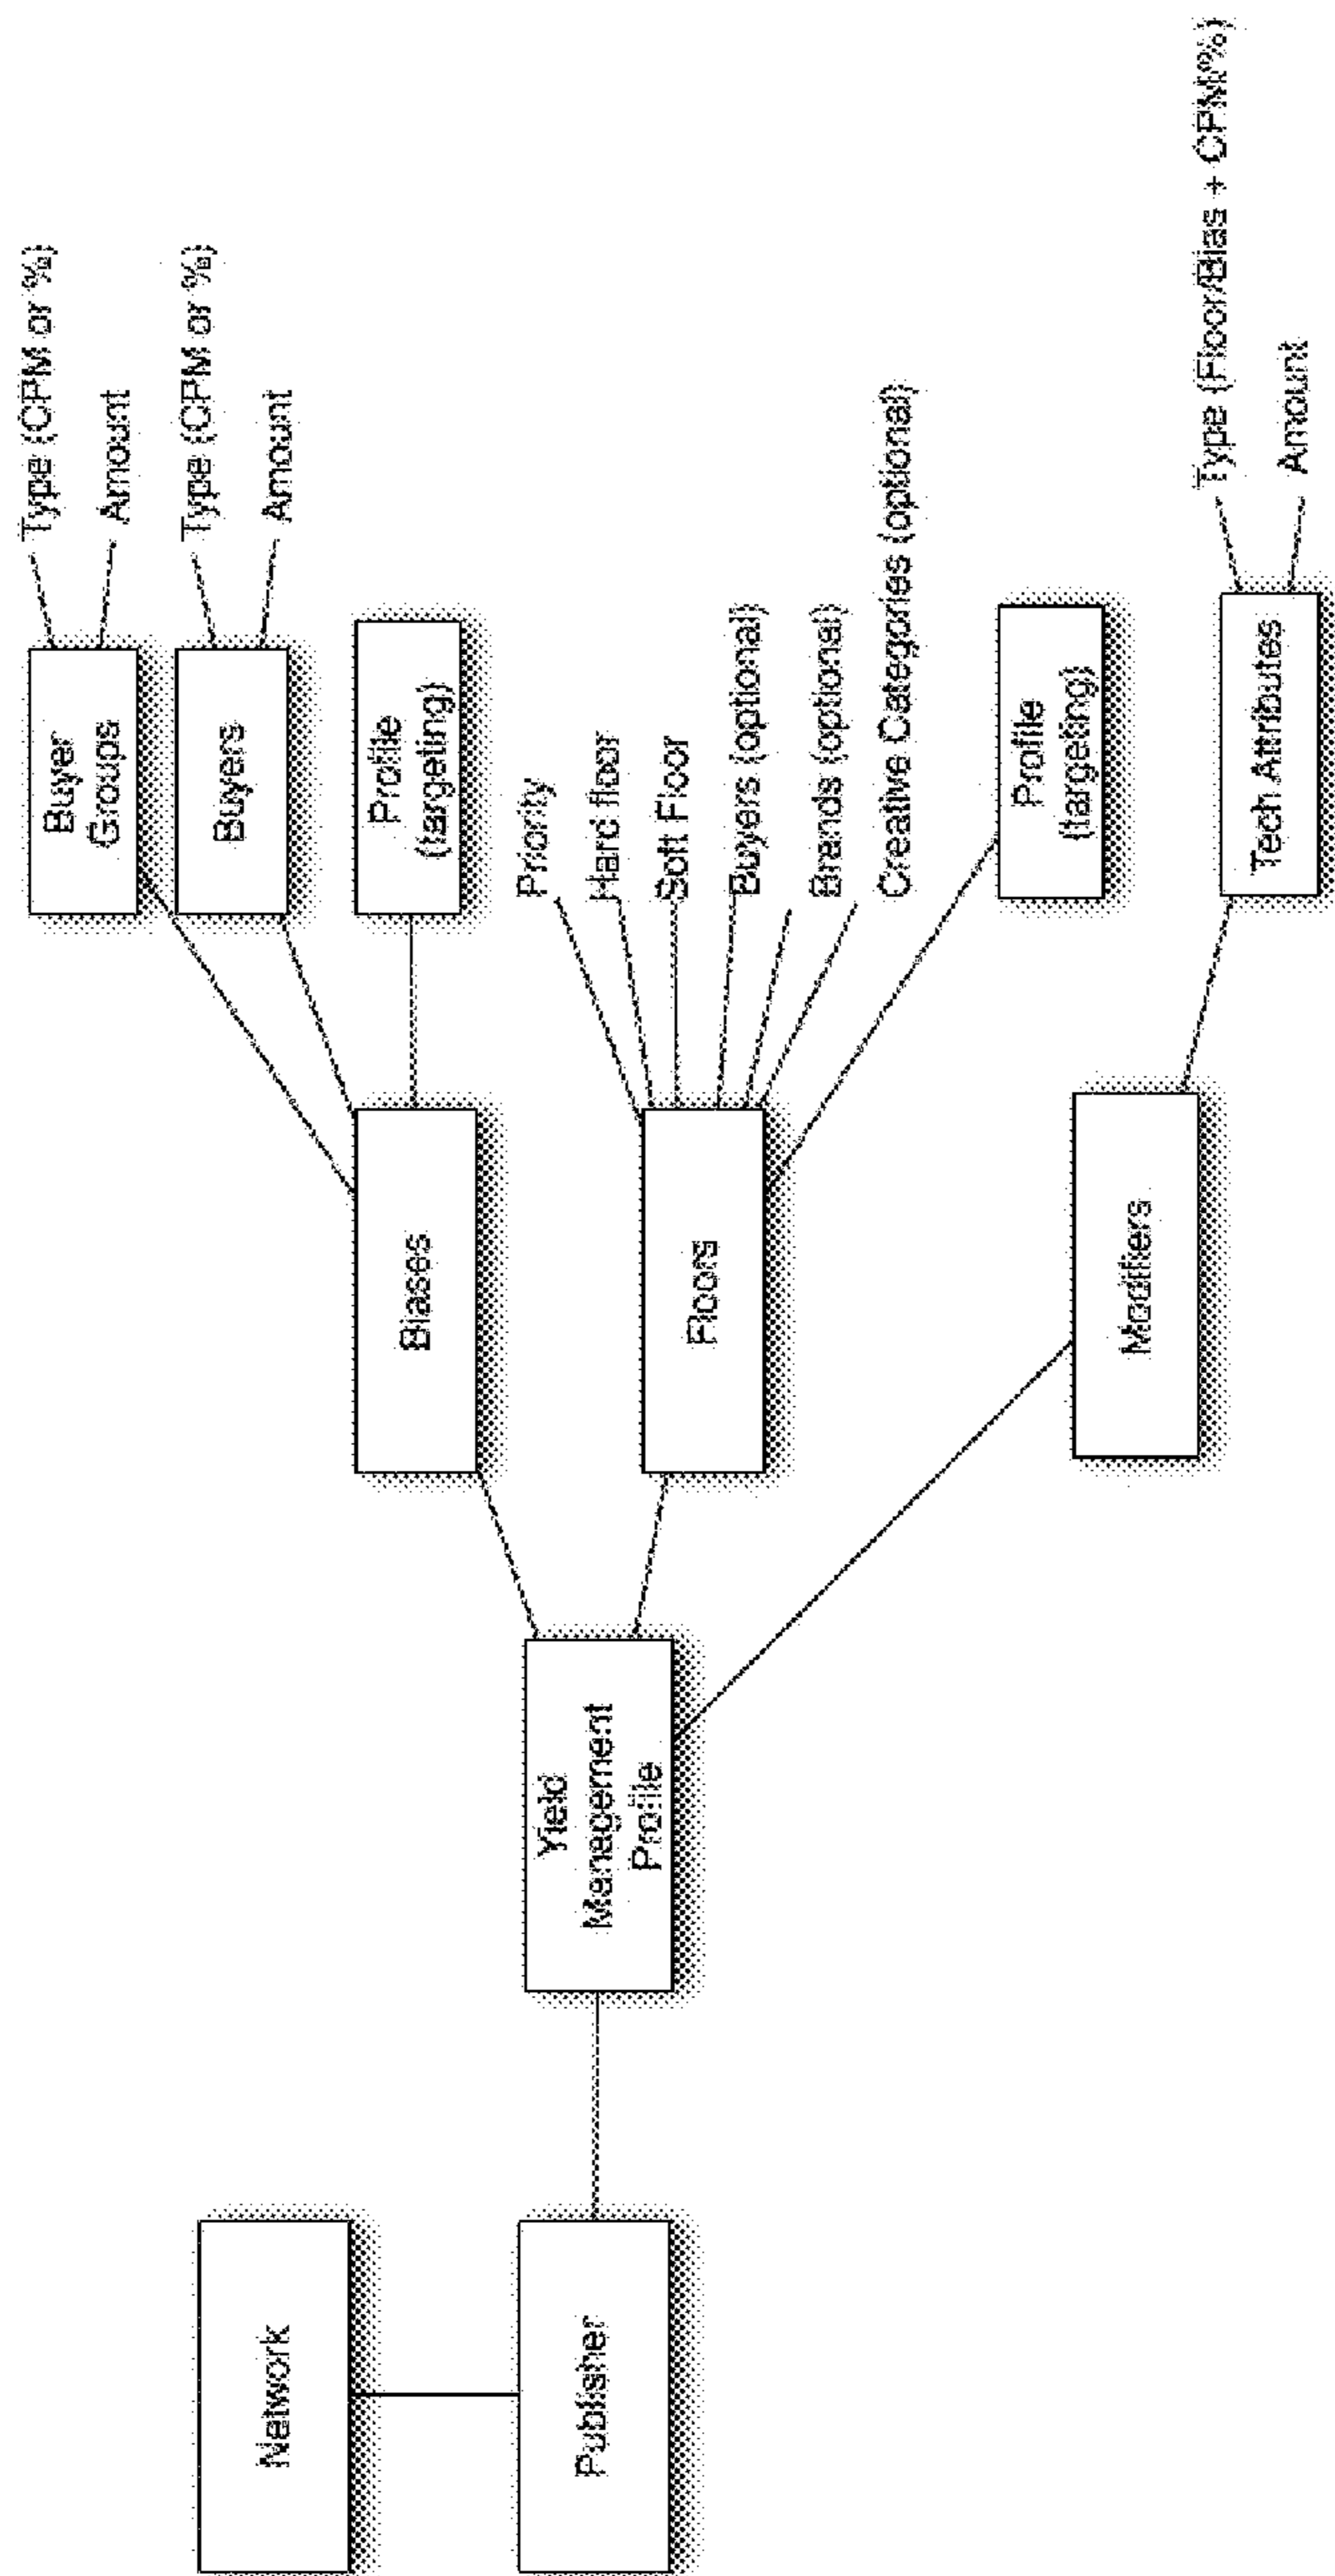 Network
Publisher
Yield
Management
Profile
Biases
Floors
Modifiers
Buyer
Groups
Type (CPM or %)
Amount
Buyers
Type (CPM or %)
Amount
Profile
(targeting)
Priority
Hard floor
Soft Floor
Buyers (optional)
Brands (optional)
Creative Categories (optional)
Profile
(targeting)
Tech Attributes
Type (Floor/Bias + CPM/%)
Amount